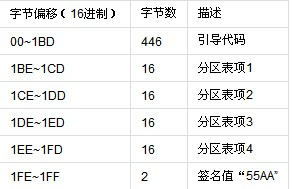 字节偏移（16进制） 字节数 描述
00~1BD 446 引导代码
1BE~1CD 16 分区表项1
1CE~1DD 16 分区表项2
1DE~1ED 16 分区表项3
1EE~1FD 16 分区表项4
1FE~1FF 2 签名值“55AA”